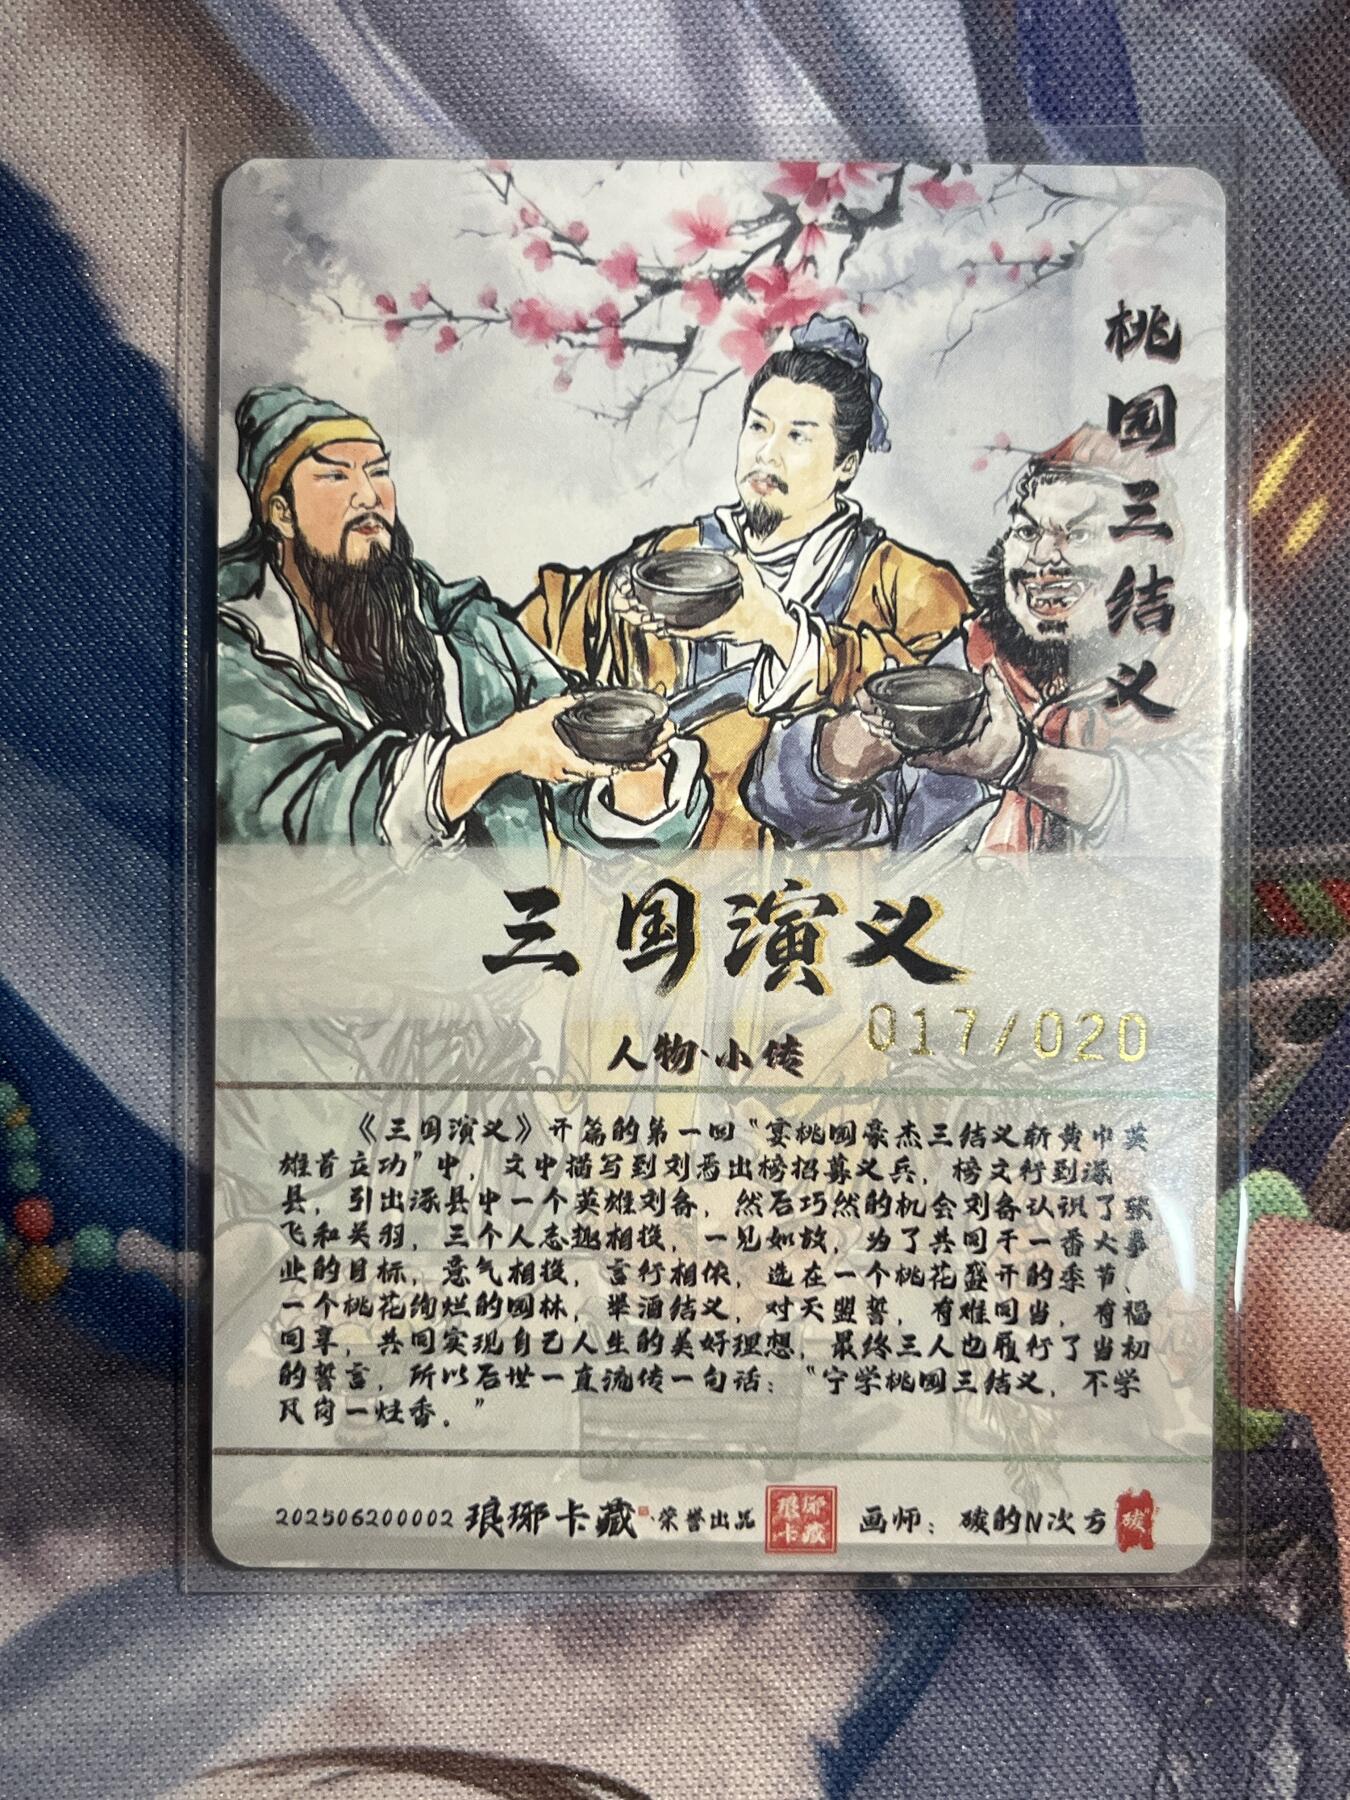 桃园三结义
三国演义
017/020
人物·小传
《三国演义》开篇的第一回“宴桃园豪杰三结义斩黄巾英
雄首立功”中，文中描写到刘焉出榜招募义兵，榜文行到涿
县，引出涿县中一个英雄刘备，然后巧然的机会刘备认识了张
飞和关羽，三个人志趣相投，一见如故，为了共同干一番大事
业的目标，意气相投，言行相依，选在一个桃花盛开的季节、
一个桃花绚烂的园林，举酒结义，对天盟誓，有难同当，有福
同享，共同实现自己人生的美好理想，最终三人也履行了当初
的誓言，所以后世一直流传一句话：“宁学桃园三结义，不学
瓦岗一炷香。”
202506200002 琅琊卡藏 荣誉出品 琅琊卡藏 画师：碳的N次方 碳